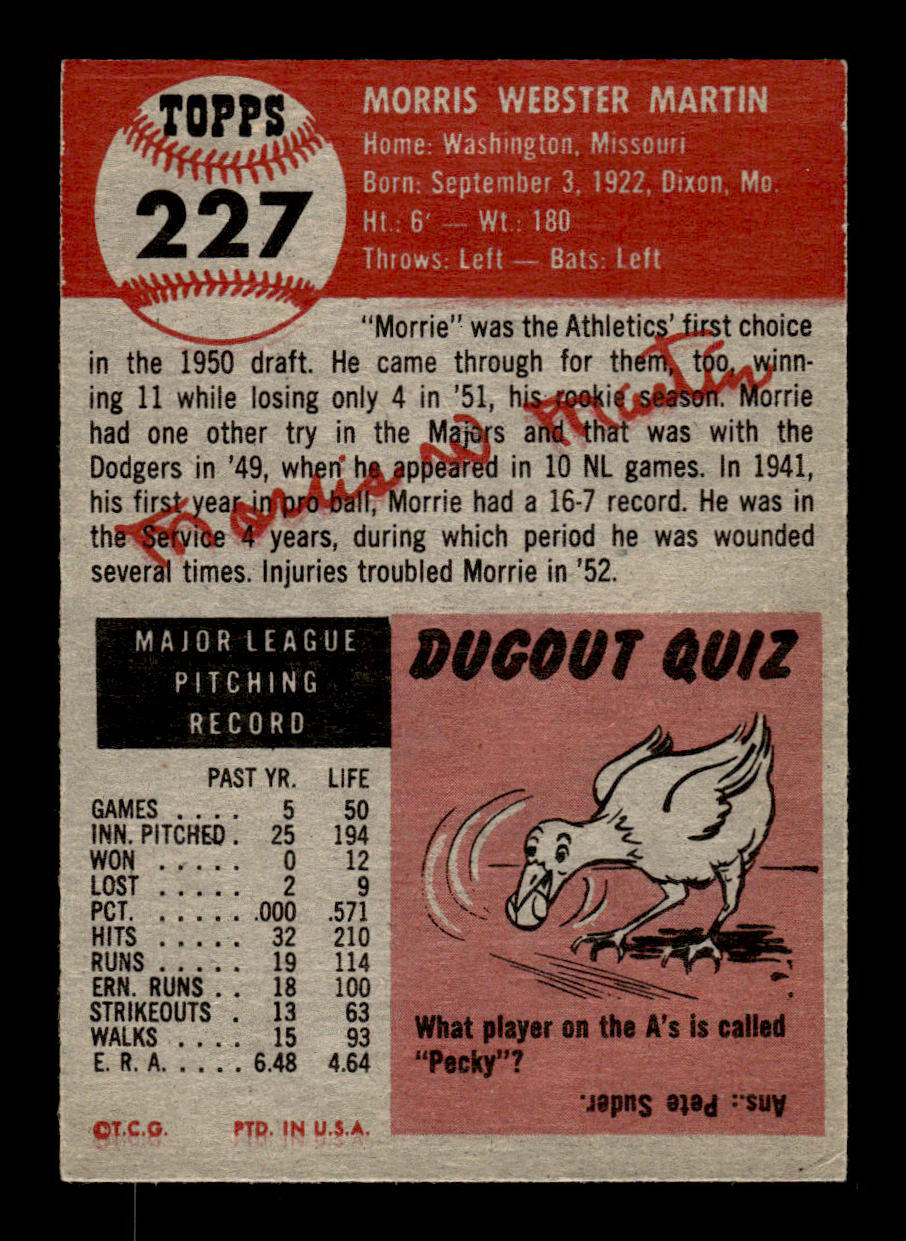 TOPPS
227
MORRIS WEBSTER MARTIN
Home: Washington, Missouri
Born: September 3, 1922, Dixon, Mo.
Ht.: 6' — Wt.: 180
Throws: Left — Bats: Left
"Morrie" was the Athletics' first choice
in the 1950 draft. He came through for them, too, winn-
ing 11 while losing only 4 in '51, his rookie season. Morrie
had one other try in the Majors and that was with the
Dodgers in '49, when he appeared in 10 NL games. In 1941,
his first year in pro ball, Morrie had a 16-7 record. He was in
the Service 4 years, during which period he was wounded
several times. Injuries troubled Morrie in '52.
Morris W Martin
MAJOR LEAGUE
PITCHING
RECORD
PAST YR. LIFE
GAMES . . . . 5 50
INN. PITCHED . 25 194
WON . . . . . 0 12
LOST . . . . . 2 9
PCT. . . . . . .000 .571
HITS . . . . . 32 210
RUNS . . . . . 19 114
ERN. RUNS . . 18 100
STRIKEOUTS . 13 63
WALKS . . . . 15 93
E. R. A. . . . . 6.48 4.64
©T.C.G. PTD. IN U.S.A.
DUGOUT QUIZ
What player on the A's is called
"Pecky"?
Ans.: Pete Suder.